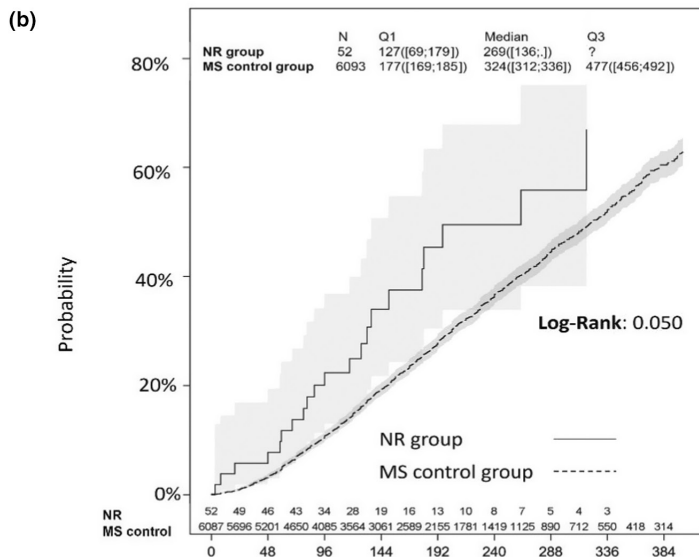 (b)
N Q1 Median Q3
NR group 52 127([69;179]) 269([136;.]) ?
MS control group 6093 177([169;185]) 324([312;336]) 477([456;492])
80%
60%
40%
20%
0%
Probability
Log-Rank: 0.050
NR group
MS control group
NR 52 49 46 43 34 28 19 16 13 10 8 7 5 4 3
MS control 6087 5696 5201 4650 4085 3564 3061 2589 2155 1781 1419 1125 890 712 550 418 314
0 48 96 144 192 240 288 336 384